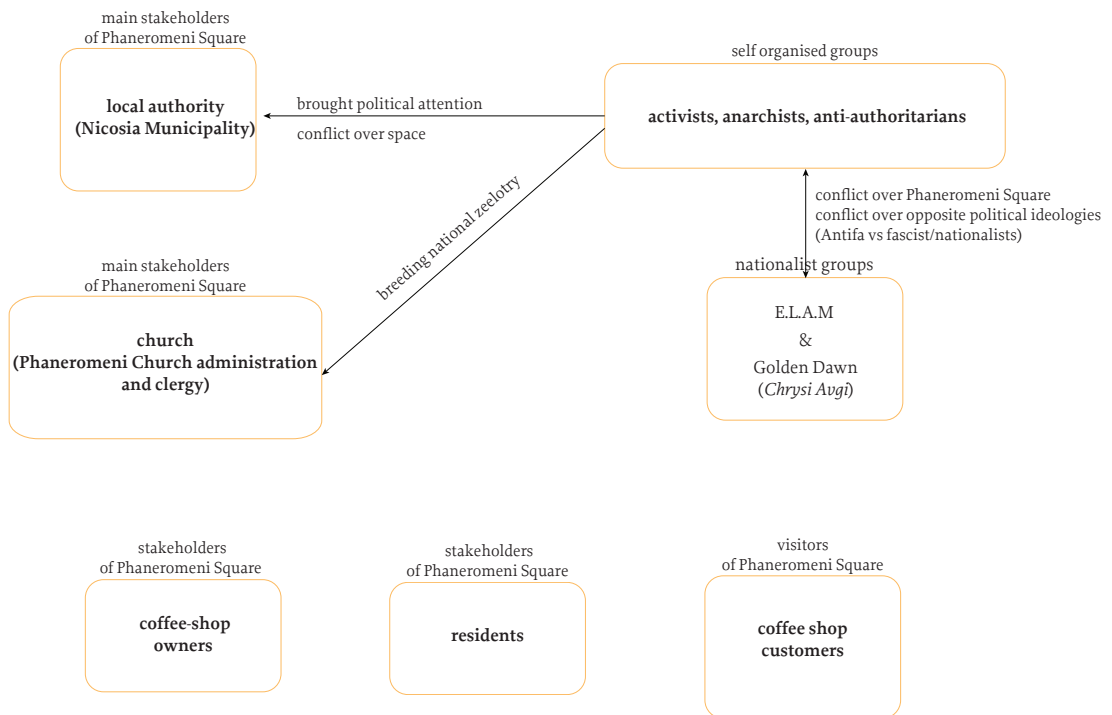 main stakeholders
of Phaneromeni Square
local authority
(Nicosia Municipality)
brought political attention
conflict over space
self organised groups
activists, anarchists, anti-authoritarians
breeding national zeelotry
conflict over Phaneromeni Square
conflict over opposite political ideologies
(Antifa vs fascist/nationalists)
main stakeholders
of Phaneromeni Square
church
(Phaneromeni Church administration
and clergy)
nationalist groups
E.L.A.M
&
Golden Dawn
(Chrysi Avgi)
stakeholders
of Phaneromeni Square
coffee-shop
owners
stakeholders
of Phaneromeni Square
residents
visitors
of Phaneromeni Square
coffee shop
customers